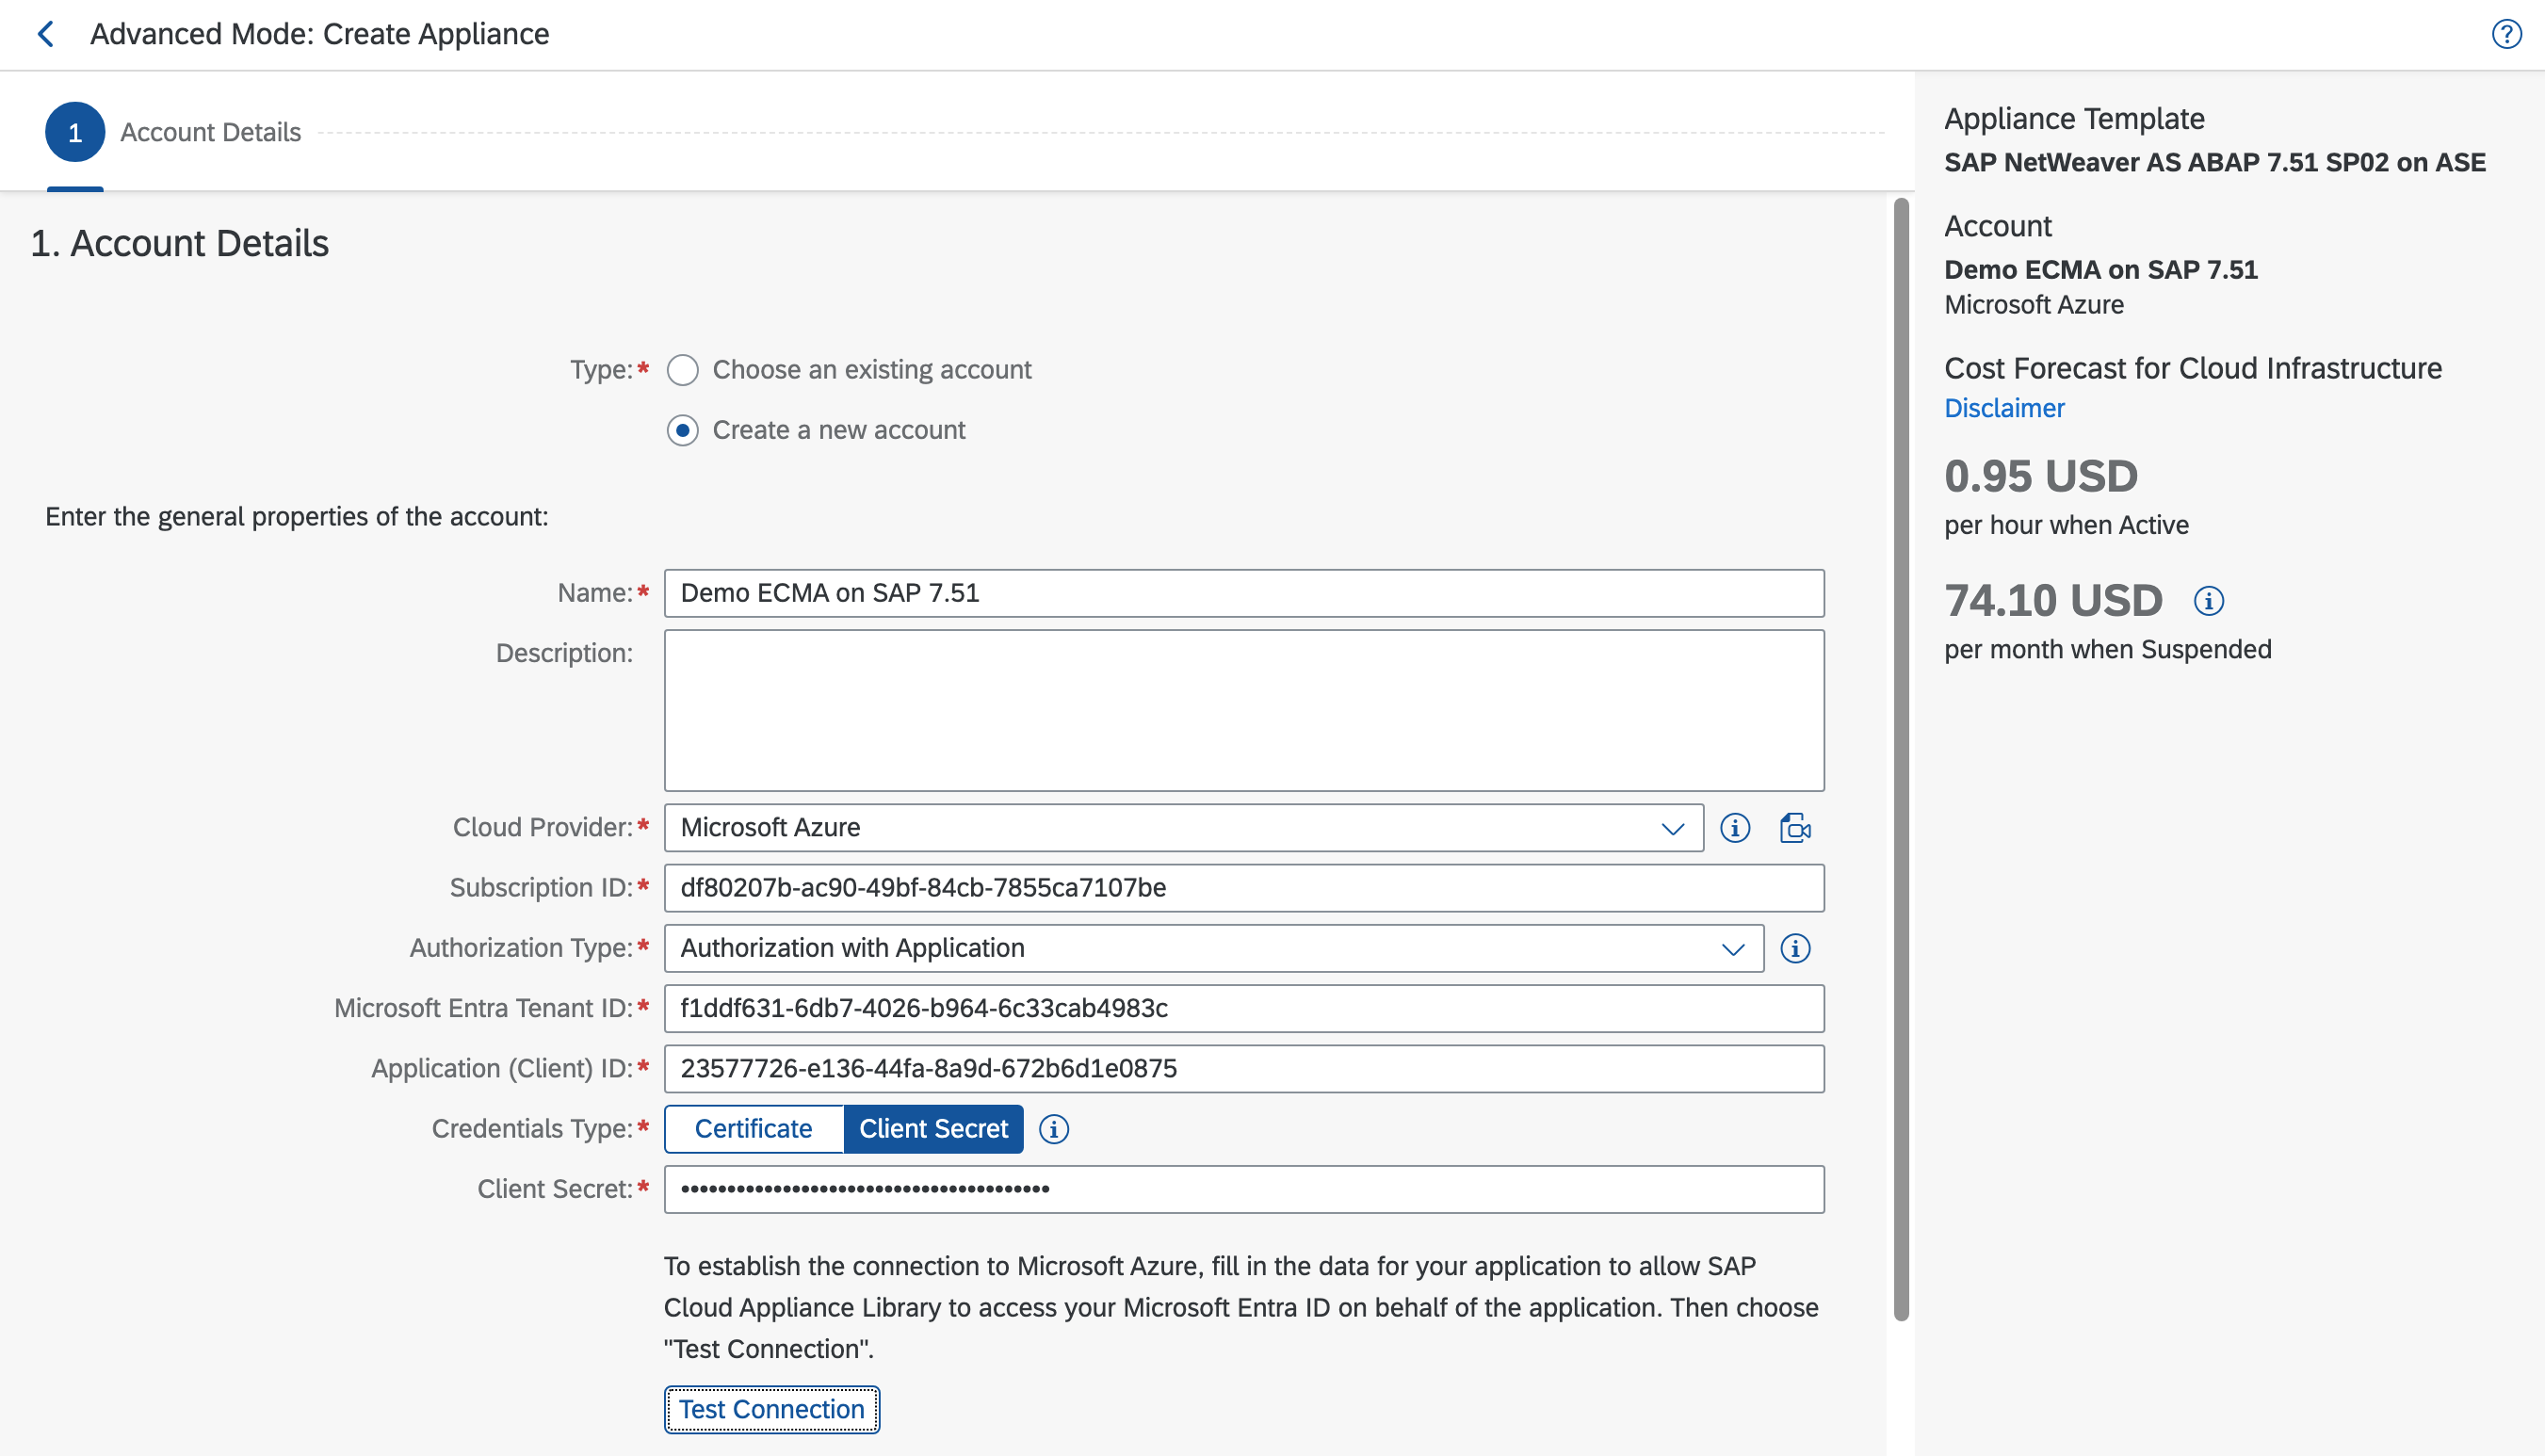 Advanced Mode: Create Appliance
1 Account Details
1. Account Details
Type:* Choose an existing account
Create a new account
Enter the general properties of the account:
Name:* Demo ECMA on SAP 7.51
Description:
Cloud Provider:* Microsoft Azure
Subscription ID:* df80207b-ac90-49bf-84cb-7855ca7107be
Authorization Type:* Authorization with Application
Microsoft Entra Tenant ID:* f1ddf631-6db7-4026-b964-6c33cab4983c
Application (Client) ID:* 23577726-e136-44fa-8a9d-672b6d1e0875
Credentials Type:* Certificate Client Secret
Client Secret:* ••••••••••••••••••••••••••••••••••••••••
To establish the connection to Microsoft Azure, fill in the data for your application to allow SAP
Cloud Appliance Library to access your Microsoft Entra ID on behalf of the application. Then choose
"Test Connection".
Test Connection
Appliance Template
SAP NetWeaver AS ABAP 7.51 SP02 on ASE
Account
Demo ECMA on SAP 7.51
Microsoft Azure
Cost Forecast for Cloud Infrastructure
Disclaimer
0.95 USD
per hour when Active
74.10 USD
per month when Suspended